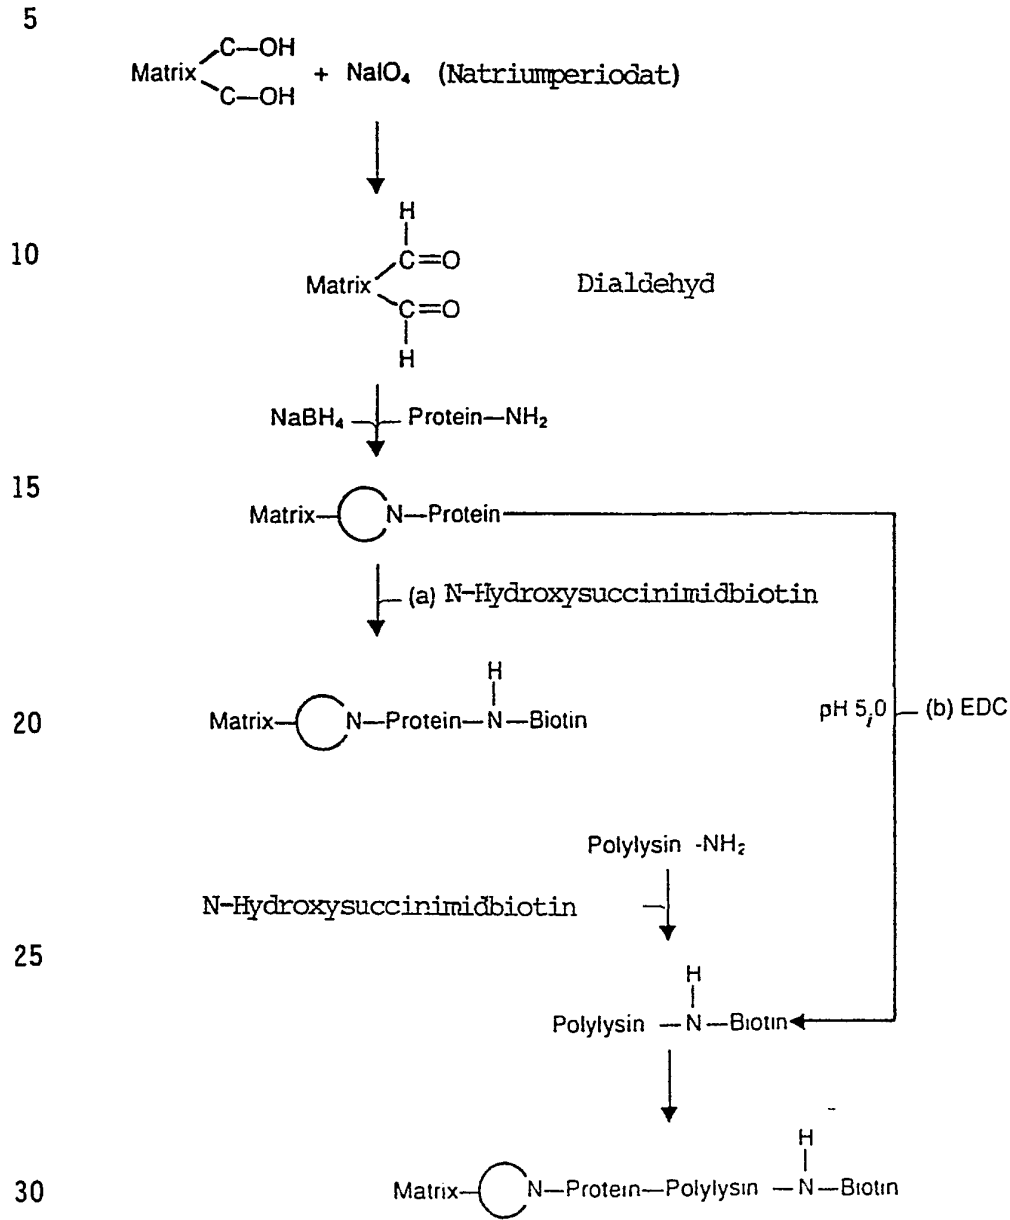 5
C—OH
Matrix + NaIO₄ (Natriumperiodat)
C—OH
H
10
C=O
Matrix Dialdehyd
C=O
H
NaBH₄ Protein—NH₂
15
Matrix— N—Protein
(a) N-Hydroxysuccinimidbiotin
H
20 Matrix— N—Protein—N—Biotin pH 5,0 (b) EDC
Polylysin -NH₂
N-Hydroxysuccinimidbiotin
25
H
Polylysin —N—Biotin
H
30 Matrix— N—Protein—Polylysin —N—Biotin